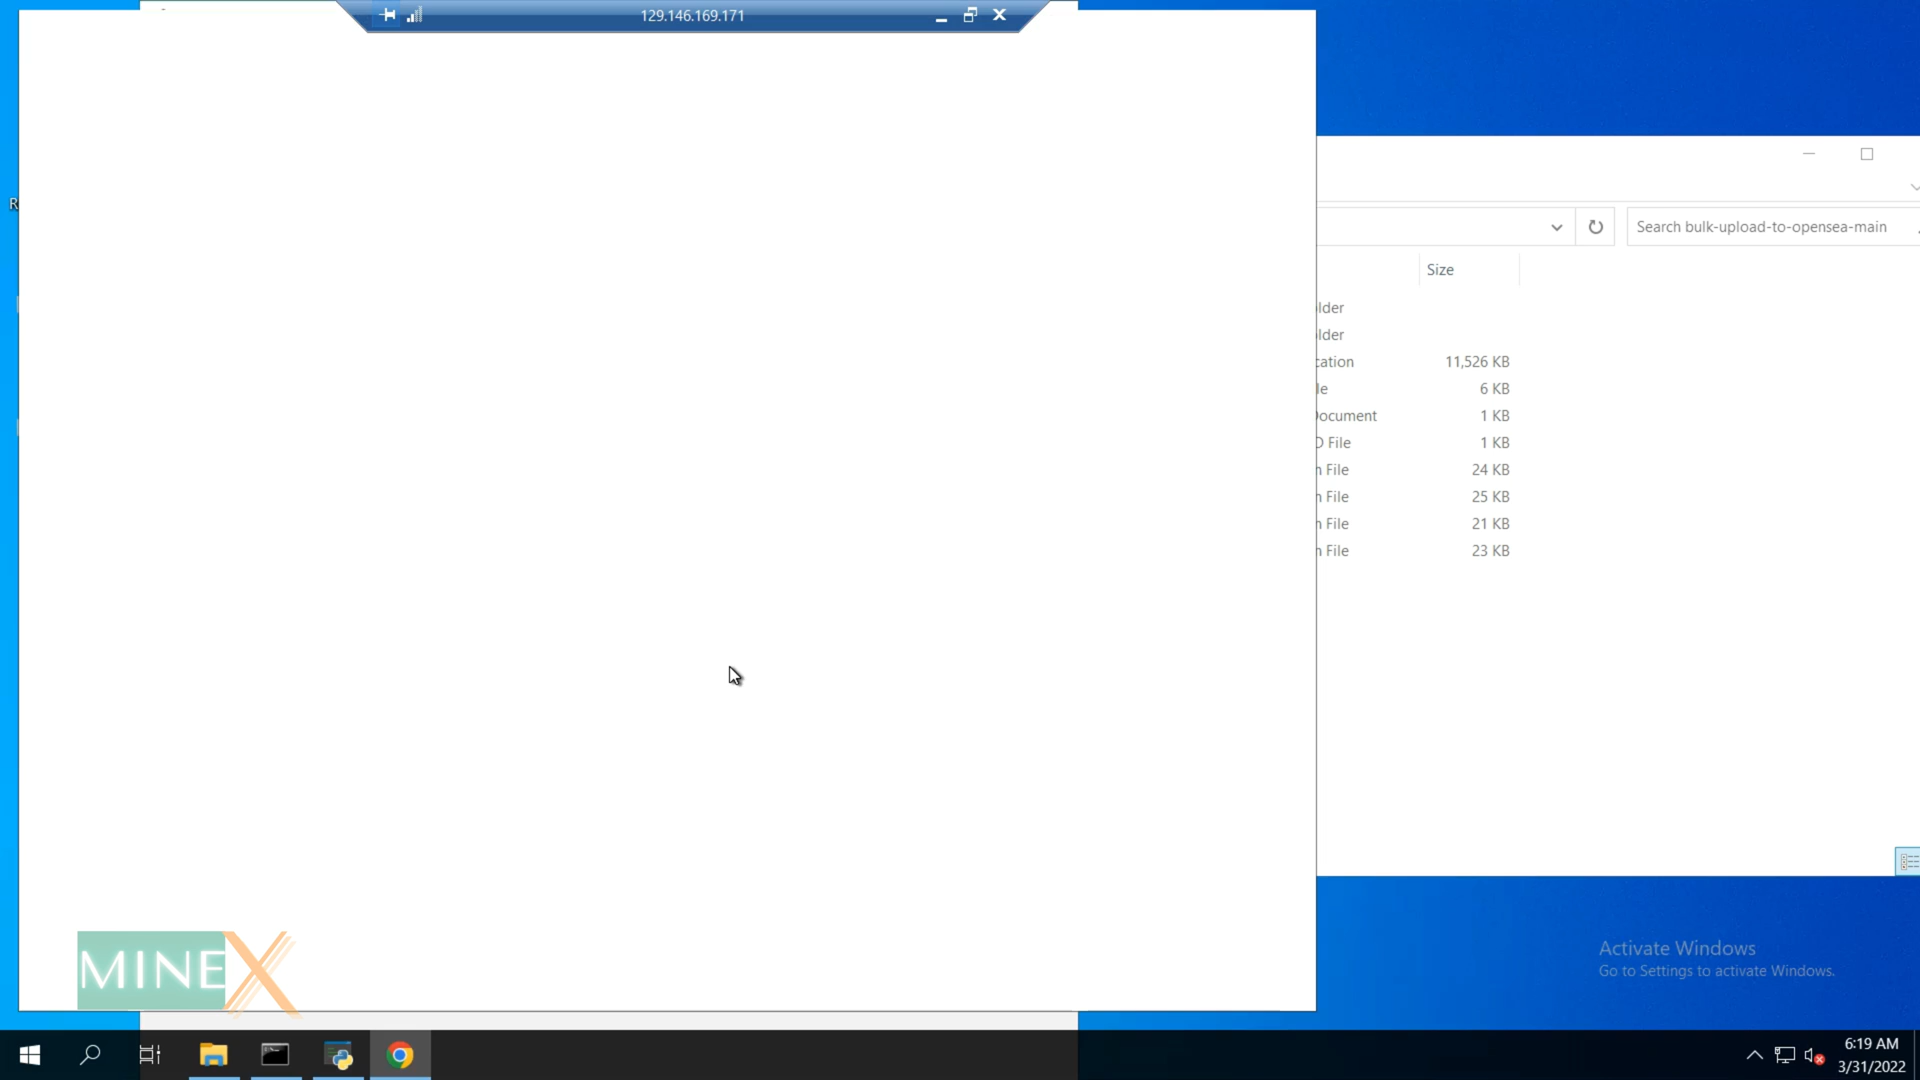 129.146.169.171
R
Search bulk-upload-to-opensea-main
Size
lder
lder
cation 11,526 KB
le 6 KB
ocument 1 KB
D File 1 KB
n File 24 KB
n File 25 KB
n File 21 KB
n File 23 KB
MINEX
Activate Windows
Go to Settings to activate Windows.
6:19 AM
3/31/2022